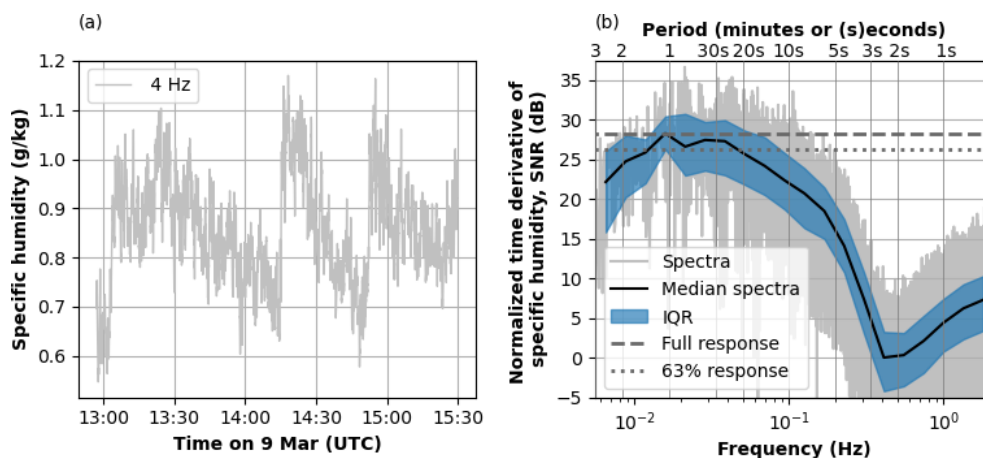 (a)
Specific humidity (g/kg)
1.2
1.1
1.0
0.9
0.8
0.7
0.6
4 Hz
13:00 13:30 14:00 14:30 15:00 15:30
Time on 9 Mar (UTC)
(b)
Period (minutes or (s)econds)
3 2 1 30s 20s 10s 5s 3s 2s 1s
Normalized time derivative of
specific humidity, SNR (dB)
35
30
25
20
15
10
5
0
−5
Spectra
Median spectra
IQR
Full response
63% response
10⁻² 10⁻¹ 10⁰
Frequency (Hz)